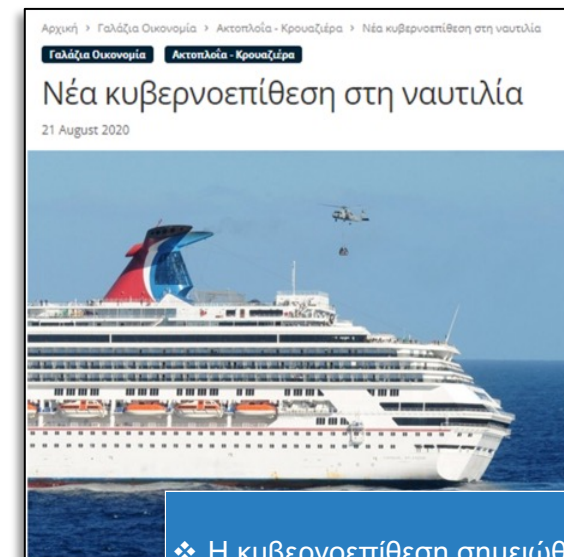 Αρχική › Γαλάζια Οικονομία › Ακτοπλοΐα - Κρουαζιέρα › Νέα κυβερνοεπίθεση στη ναυτιλία
Γαλάζια Οικονομία Ακτοπλοΐα - Κρουαζιέρα
Νέα κυβερνοεπίθεση στη ναυτιλία
21 August 2020
❖ Η κυβερνοεπίθεση σημειώθ